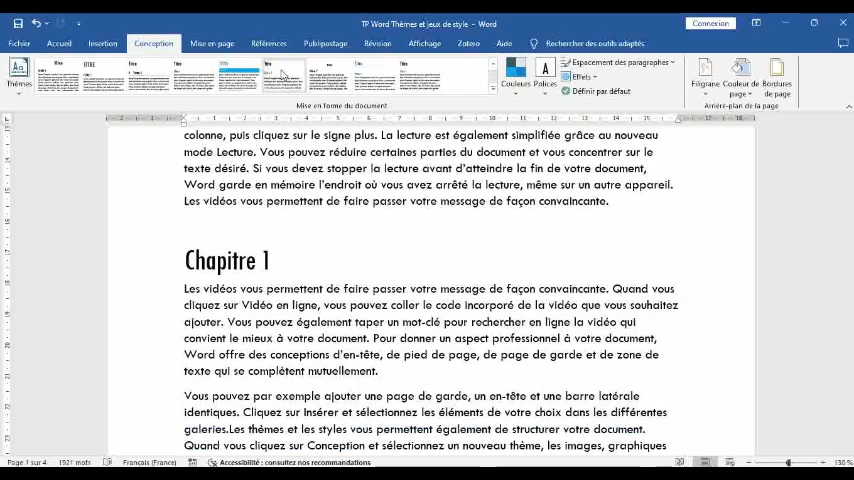 TP Word Thèmes et jeux de style - Word
Connexion
Fichier Accueil Insertion Conception Mise en page Références Publipostage Révision Affichage Zotero Aide Rechercher des outils adaptés
Thèmes
Couleurs
Polices
Espacement des paragraphes
Effets
Définir par défaut
Filigrane
Couleur de page
Bordures de page
Mise en forme du document
Arrière-plan de la page
colonne, puis cliquez sur le signe plus. La lecture est également simplifiée grâce au nouveau
mode Lecture. Vous pouvez réduire certaines parties du document et vous concentrer sur le
texte désiré. Si vous devez stopper la lecture avant d'atteindre la fin de votre document,
Word garde en mémoire l'endroit où vous avez arrêté la lecture, même sur un autre appareil.
Les vidéos vous permettent de faire passer votre message de façon convaincante.
Chapitre 1
Les vidéos vous permettent de faire passer votre message de façon convaincante. Quand vous
cliquez sur Vidéo en ligne, vous pouvez coller le code incorporé de la vidéo que vous souhaitez
ajouter. Vous pouvez également taper un mot-clé pour rechercher en ligne la vidéo qui
convient le mieux à votre document. Pour donner un aspect professionnel à votre document,
Word offre des conceptions d'en-tête, de pied de page, de page de garde et de zone de
texte qui se complètent mutuellement.
Vous pouvez par exemple ajouter une page de garde, un en-tête et une barre latérale
identiques. Cliquez sur Insérer et sélectionnez les éléments de votre choix dans les différentes
galeries.Les thèmes et les styles vous permettent également de structurer votre document.
Quand vous cliquez sur Conception et sélectionnez un nouveau thème, les images, graphiques
Page 1 sur 4 1921 mots Français (France) Accessibilité : consultez nos recommandations 130 %